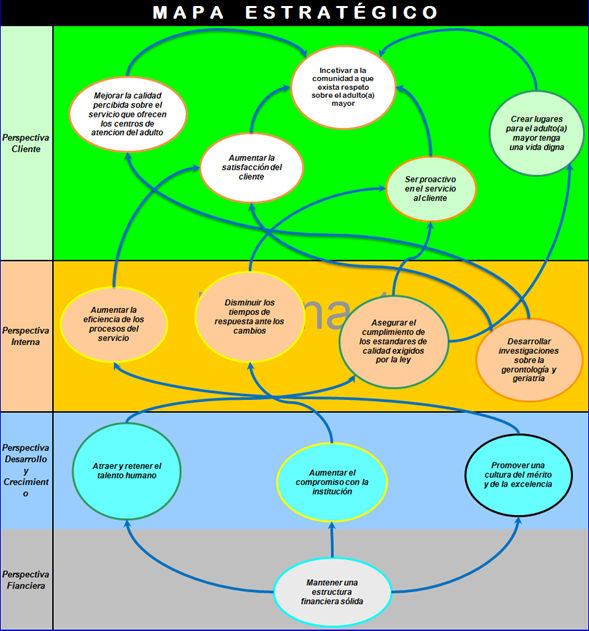 MAPA ESTRATÉGICO
Perspectiva
Cliente
Mejorar la calidad
percibida sobre el
servicio que ofrecen
los centros de
atencion del adulto
Incetivar a la
comunidad a que
exista respeto
sobre el adulto(a)
mayor
Crear lugares
para el adulto(a)
mayor tenga
una vida digna
Aumentar la
satisfacción del
cliente
Ser proactivo
en el servicio
al cliente
Perspectiva
Interna
Aumentar la
eficiencia de los
procesos del
servicio
Disminuir los
tiempos de
respuesta ante los
cambios
Asegurar el
cumplimiento de
los estandares de
calidad exigidos
por la ley
Desarrollar
investigaciones
sobre la
gerontología y
geriatría
Perspectiva
Desarrollo
y
Crecimient
o
Atraer y retener el
talento humano
Aumentar el
compromiso con la
institución
Promover una
cultura del mérito
y de la excelencia
Perspectiva
Fianciera
Mantener una
estructura
financiera sólida